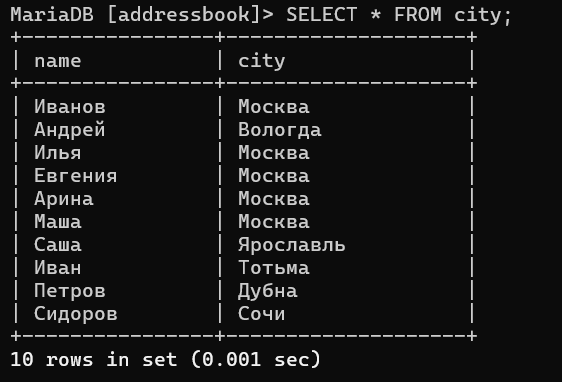 MariaDB [addressbook]> SELECT * FROM city;
+----------------+--------------------+
| name           | city               |
+----------------+--------------------+
| Иванов         | Москва             |
| Андрей         | Вологда            |
| Илья           | Москва             |
| Евгения        | Москва             |
| Арина          | Москва             |
| Маша           | Москва             |
| Саша           | Ярославль          |
| Иван           | Тотьма             |
| Петров         | Дубна              |
| Сидоров        | Сочи               |
+----------------+--------------------+
10 rows in set (0.001 sec)